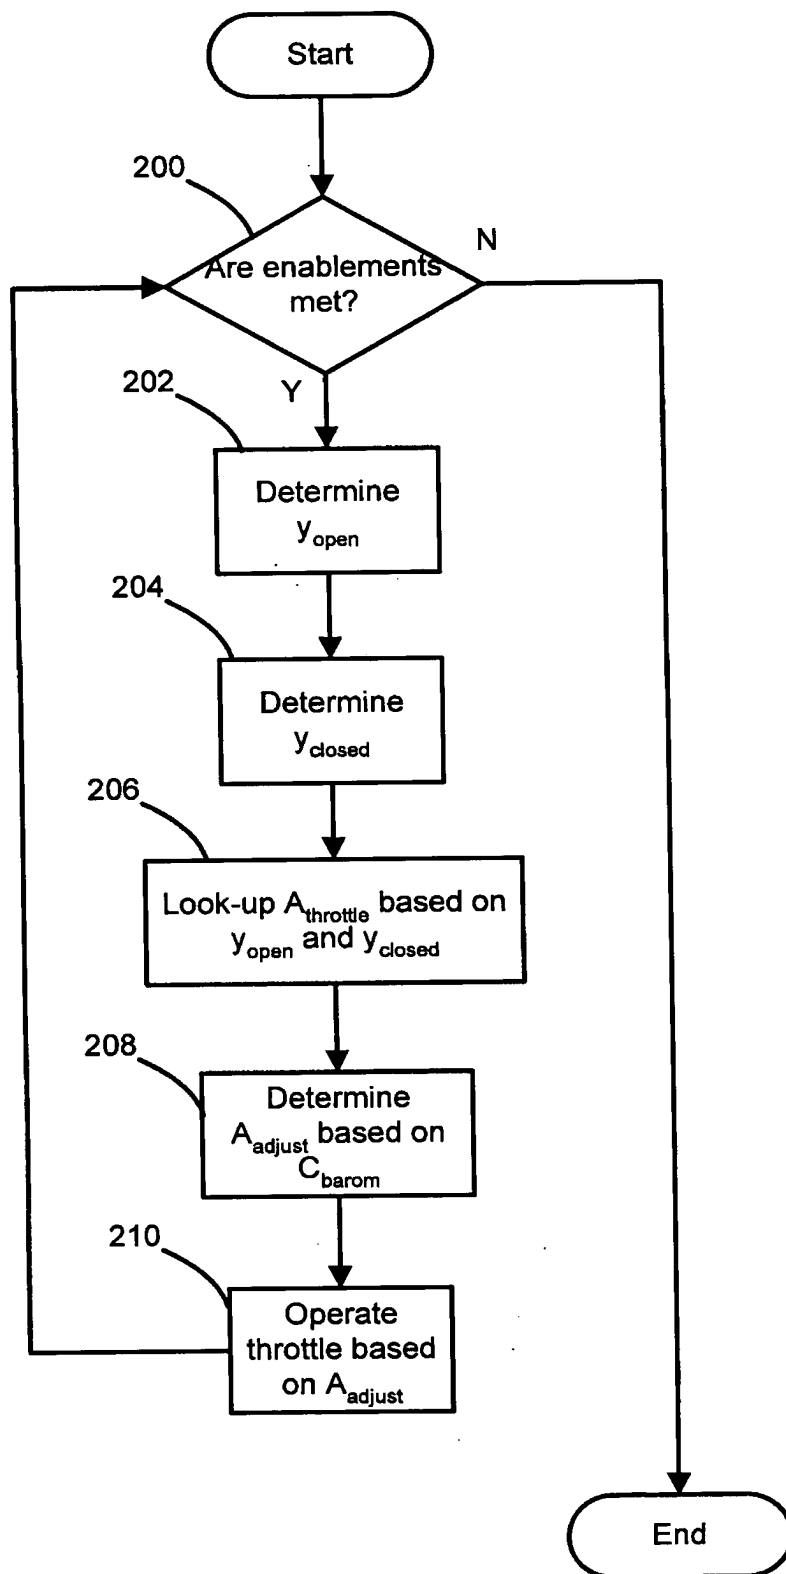 Start
200
N
Are enablements
met?
Y
202
Determine
y_open
204
Determine
y_closed
206
Look-up A_throttle based on
y_open and y_closed
208
Determine
A_adjust based on
C_barom
210
Operate
throttle based
on A_adjust
End